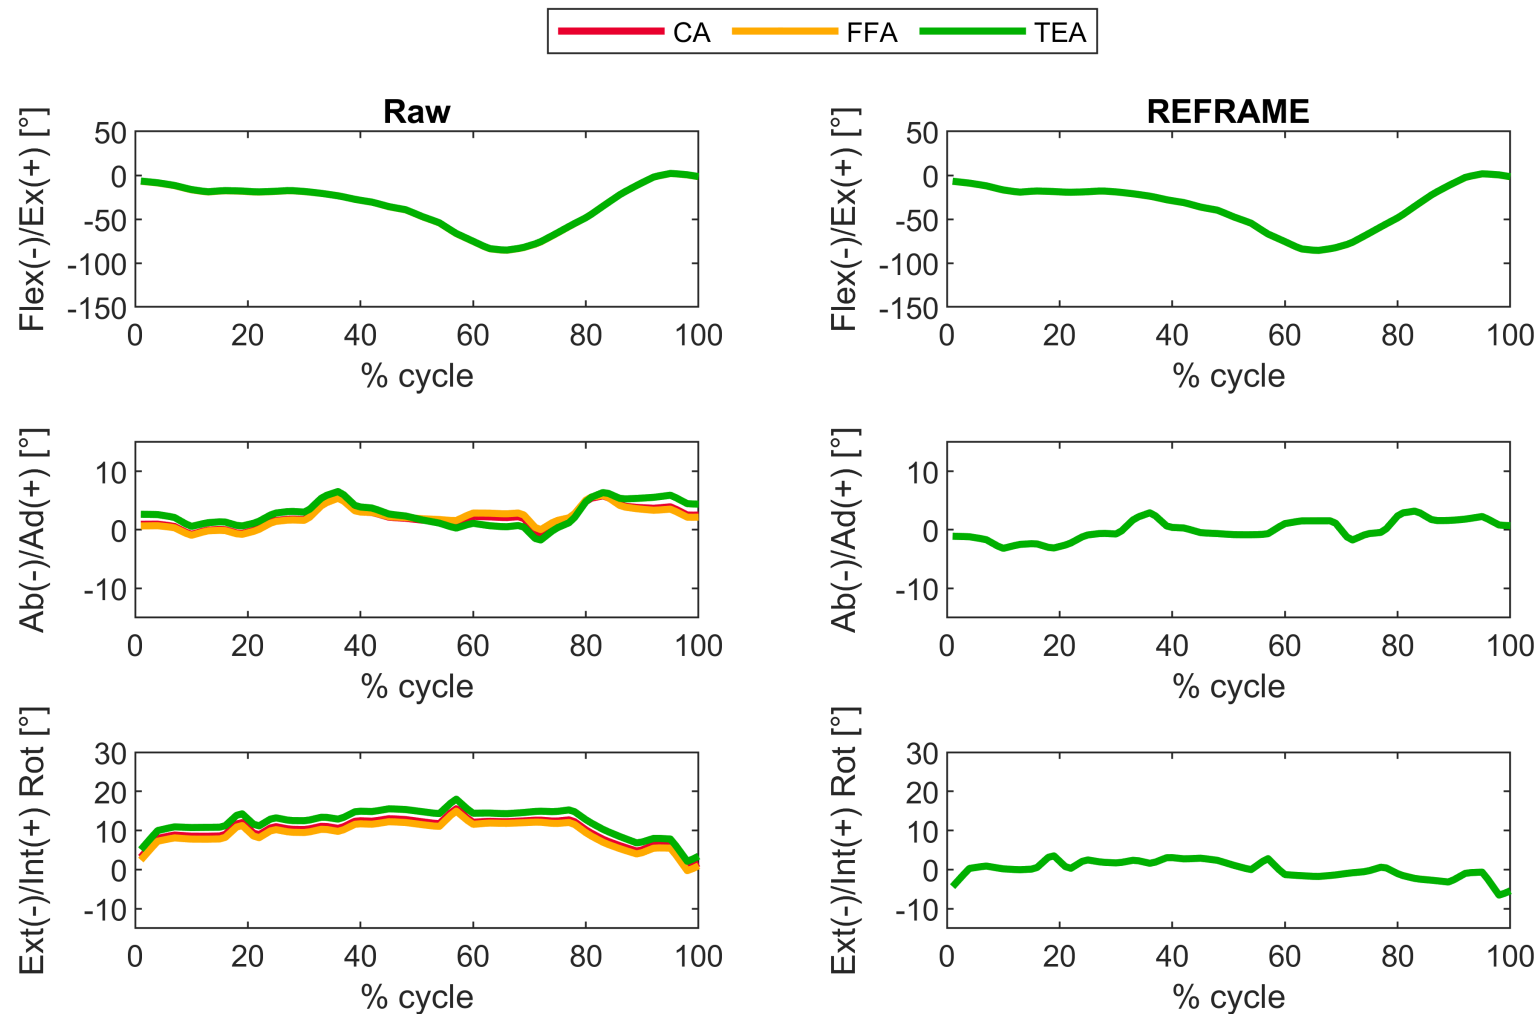 CA FFA TEA
Raw
Flex(-)/Ex(+) [°]
50
0
-50
-100
-150
0 20 40 60 80 100
% cycle
REFRAME
Flex(-)/Ex(+) [°]
50
0
-50
-100
-150
0 20 40 60 80 100
% cycle
Ab(-)/Ad(+) [°]
10
0
-10
0 20 40 60 80 100
% cycle
Ab(-)/Ad(+) [°]
10
0
-10
0 20 40 60 80 100
% cycle
Ext(-)/Int(+) Rot [°]
30
20
10
0
-10
0 20 40 60 80 100
% cycle
Ext(-)/Int(+) Rot [°]
30
20
10
0
-10
0 20 40 60 80 100
% cycle